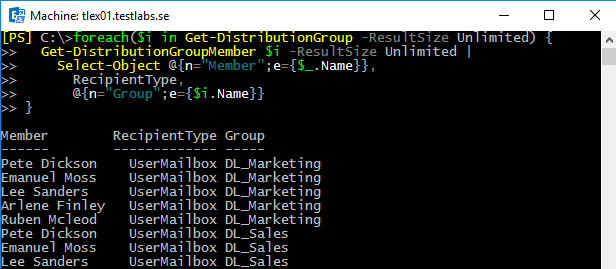 Machine: tlex01.testlabs.se
[PS] C:\>foreach($i in Get-DistributionGroup -ResultSize Unlimited) {
>>   Get-DistributionGroupMember $i -ResultSize Unlimited |
>>     Select-Object @{n="Member";e={$_.Name}},
>>       RecipientType,
>>       @{n="Group";e={$i.Name}}
>> }
Member        RecipientType Group
------        ------------- -----
Pete Dickson    UserMailbox DL_Marketing
Emanuel Moss    UserMailbox DL_Marketing
Lee Sanders     UserMailbox DL_Marketing
Arlene Finley   UserMailbox DL_Marketing
Ruben Mcleod    UserMailbox DL_Marketing
Pete Dickson    UserMailbox DL_Sales
Emanuel Moss    UserMailbox DL_Sales
Lee Sanders     UserMailbox DL_Sales